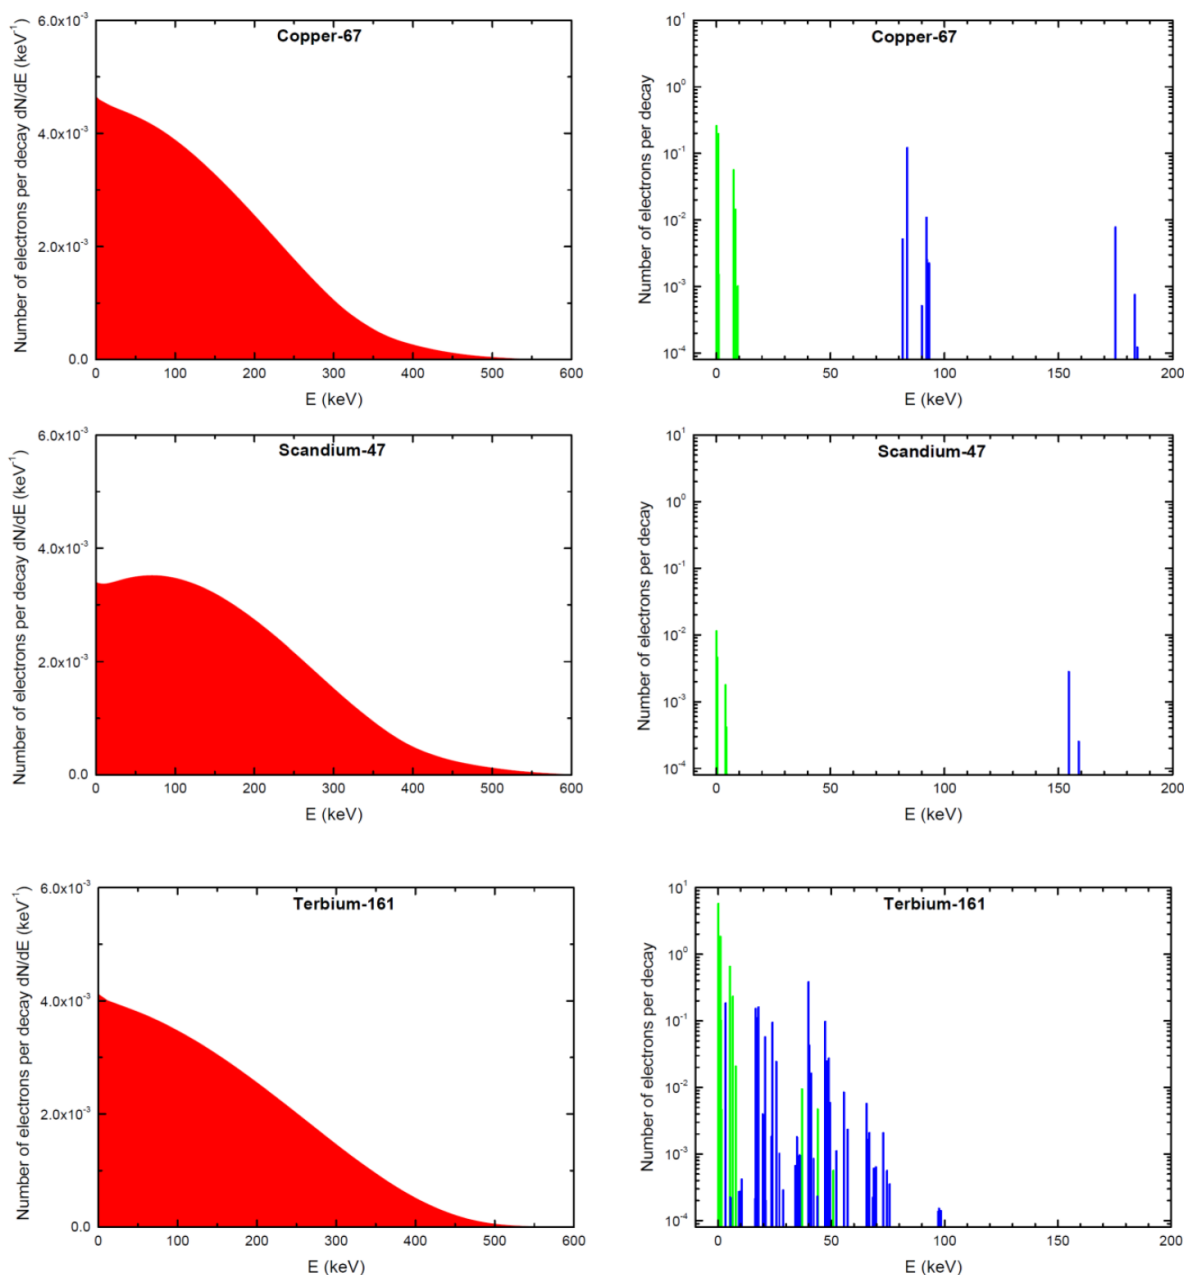 Copper-67
Number of electrons per decay dN/dE (keV⁻¹)
6.0x10⁻³
4.0x10⁻³
2.0x10⁻³
0.0
0 100 200 300 400 500 600
E (keV)
Copper-67
Number of electrons per decay
10¹
10⁰
10⁻¹
10⁻²
10⁻³
10⁻⁴
0 50 100 150 200
E (keV)
Scandium-47
Number of electrons per decay dN/dE (keV⁻¹)
6.0x10⁻³
4.0x10⁻³
2.0x10⁻³
0.0
0 100 200 300 400 500 600
E (keV)
Scandium-47
Number of electrons per decay
10¹
10⁰
10⁻¹
10⁻²
10⁻³
10⁻⁴
0 50 100 150 200
E (keV)
Terbium-161
Number of electrons per decay dN/dE (keV⁻¹)
6.0x10⁻³
4.0x10⁻³
2.0x10⁻³
0.0
0 100 200 300 400 500 600
E (keV)
Terbium-161
Number of electrons per decay
10¹
10⁰
10⁻¹
10⁻²
10⁻³
10⁻⁴
0 50 100 150 200
E (keV)